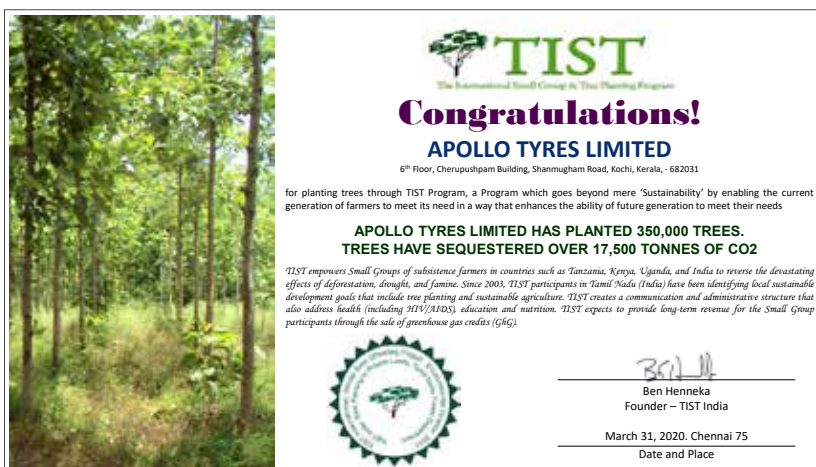 TIST
The International Small Group & Tree Planting Program
Congratulations!
APOLLO TYRES LIMITED
6th Floor, Cherupushpam Building, Shanmugham Road, Kochi, Kerala, - 682031
for planting trees through TIST Program, a Program which goes beyond mere ‘Sustainability’ by enabling the current
generation of farmers to meet its need in a way that enhances the ability of future generation to meet their needs
APOLLO TYRES LIMITED HAS PLANTED 350,000 TREES.
TREES HAVE SEQUESTERED OVER 17,500 TONNES OF CO2
TIST empowers Small Groups of subsistence farmers in countries such as Tanzania, Kenya, Uganda, and India to reverse the devastating
effects of deforestation, drought, and famine. Since 2003, TIST participants in Tamil Nadu (India) have been identifying local sustainable
development goals that include tree planting and sustainable agriculture. TIST creates a communication and administrative structure that
also address health (including HIV/AIDS), education and nutrition. TIST expects to provide long-term revenue for the Small Group
participants through the sale of greenhouse gas credits (GhG).
Ben Henneka
Founder – TIST India
March 31, 2020. Chennai 75
Date and Place